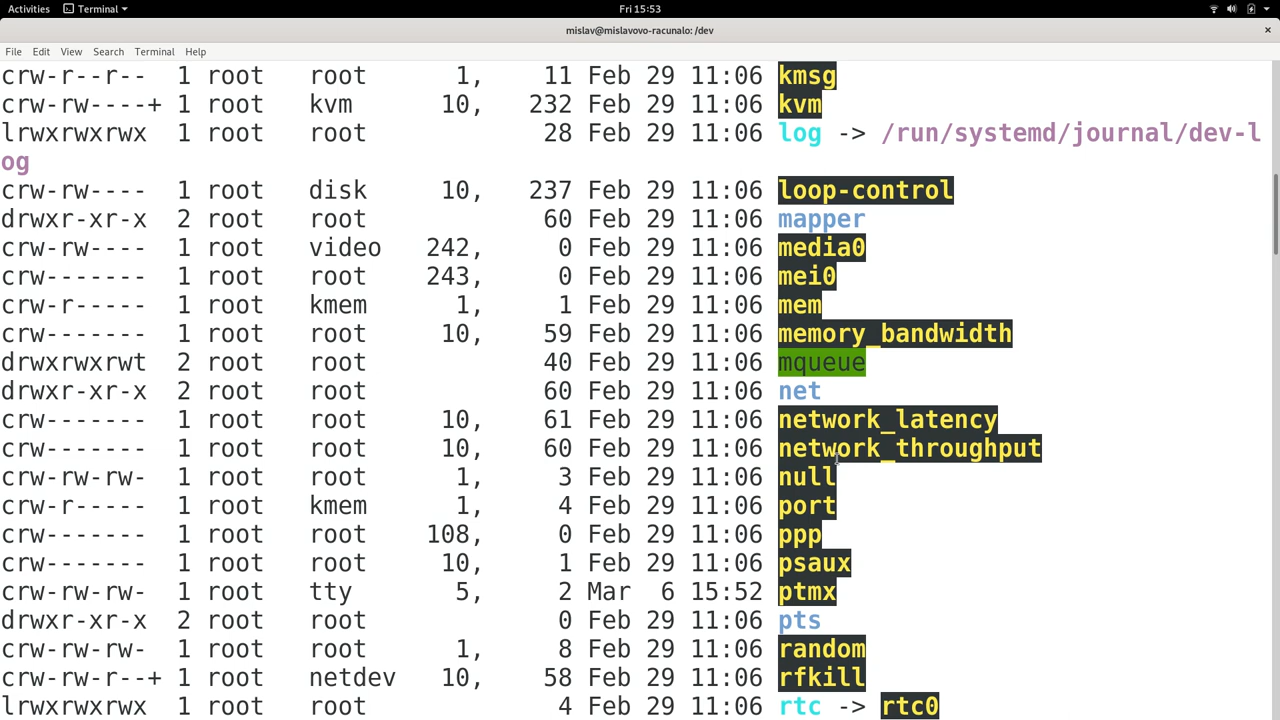 Activities Terminal Fri 15:53
mislav@mislavovo-racunalo: /dev ×
File Edit View Search Terminal Help
crw-r--r--  1 root   root      1,    11 Feb 29 11:06 kmsg
crw-rw----+ 1 root   kvm      10,   232 Feb 29 11:06 kvm
lrwxrwxrwx  1 root   root            28 Feb 29 11:06 log -> /run/systemd/journal/dev-l
og
crw-rw----  1 root   disk     10,   237 Feb 29 11:06 loop-control
drwxr-xr-x  2 root   root            60 Feb 29 11:06 mapper
crw-rw----  1 root   video   242,     0 Feb 29 11:06 media0
crw-------  1 root   root    243,     0 Feb 29 11:06 mei0
crw-r-----  1 root   kmem      1,     1 Feb 29 11:06 mem
crw-------  1 root   root     10,    59 Feb 29 11:06 memory_bandwidth
drwxrwxrwt  2 root   root            40 Feb 29 11:06 mqueue
drwxr-xr-x  2 root   root            60 Feb 29 11:06 net
crw-------  1 root   root     10,    61 Feb 29 11:06 network_latency
crw-------  1 root   root     10,    60 Feb 29 11:06 network_throughput
crw-rw-rw-  1 root   root      1,     3 Feb 29 11:06 null
crw-r-----  1 root   kmem      1,     4 Feb 29 11:06 port
crw-------  1 root   root    108,     0 Feb 29 11:06 ppp
crw-------  1 root   root     10,     1 Feb 29 11:06 psaux
crw-rw-rw-  1 root   tty       5,     2 Mar  6 15:52 ptmx
drwxr-xr-x  2 root   root             0 Feb 29 11:06 pts
crw-rw-rw-  1 root   root      1,     8 Feb 29 11:06 random
crw-rw-r--+ 1 root   netdev   10,    58 Feb 29 11:06 rfkill
lrwxrwxrwx  1 root   root             4 Feb 29 11:06 rtc -> rtc0